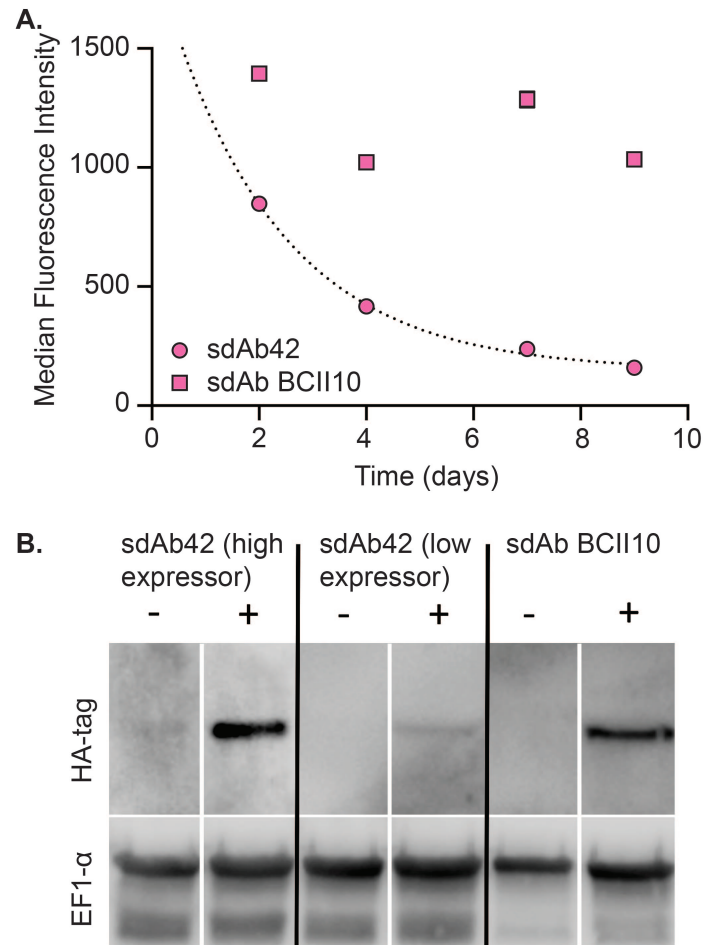 A.
Median Fluorescence Intensity
1500
1000
500
0
sdAb42
sdAb BCII10
0 2 4 6 8 10
Time (days)
B.
sdAb42 (high expressor)
sdAb42 (low expressor)
sdAb BCII10
- + - + - +
HA-tag
EF1-α